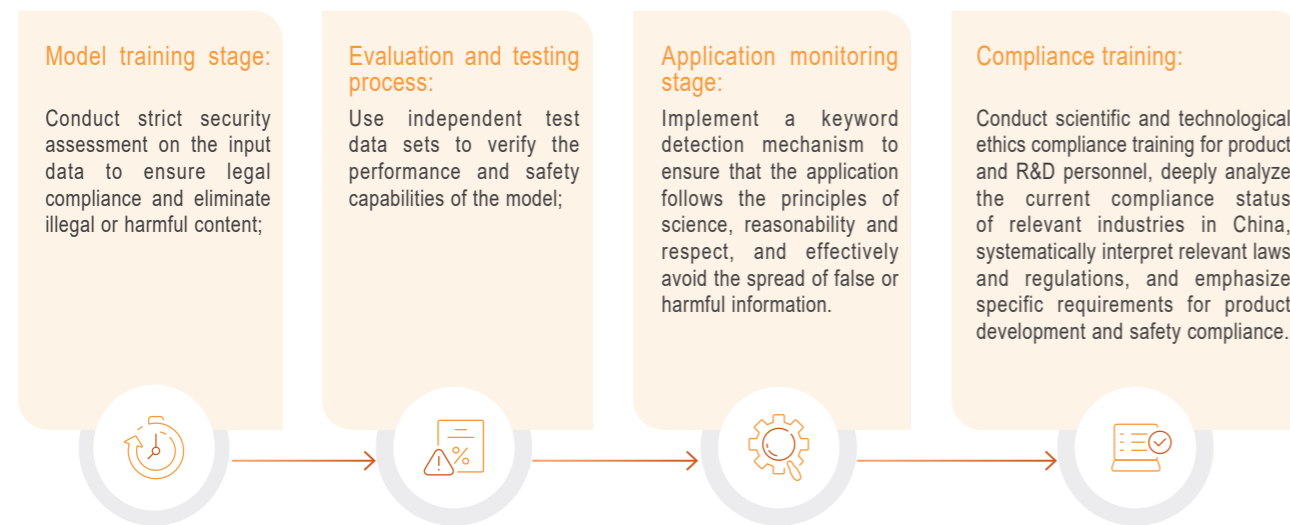 Model training stage:
Conduct strict security
assessment on the input
data to ensure legal
compliance and eliminate
illegal or harmful content;
Evaluation and testing
process:
Use independent test
data sets to verify the
performance and safety
capabilities of the model;
Application monitoring
stage:
Implement a keyword
detection mechanism to
ensure that the application
follows the principles of
science, reasonability and
respect, and effectively
avoid the spread of false or
harmful information.
Compliance training:
Conduct scientific and technological
ethics compliance training for product
and R&D personnel, deeply analyze
the current compliance status
of relevant industries in China,
systematically interpret relevant laws
and regulations, and emphasize
specific requirements for product
development and safety compliance.
%